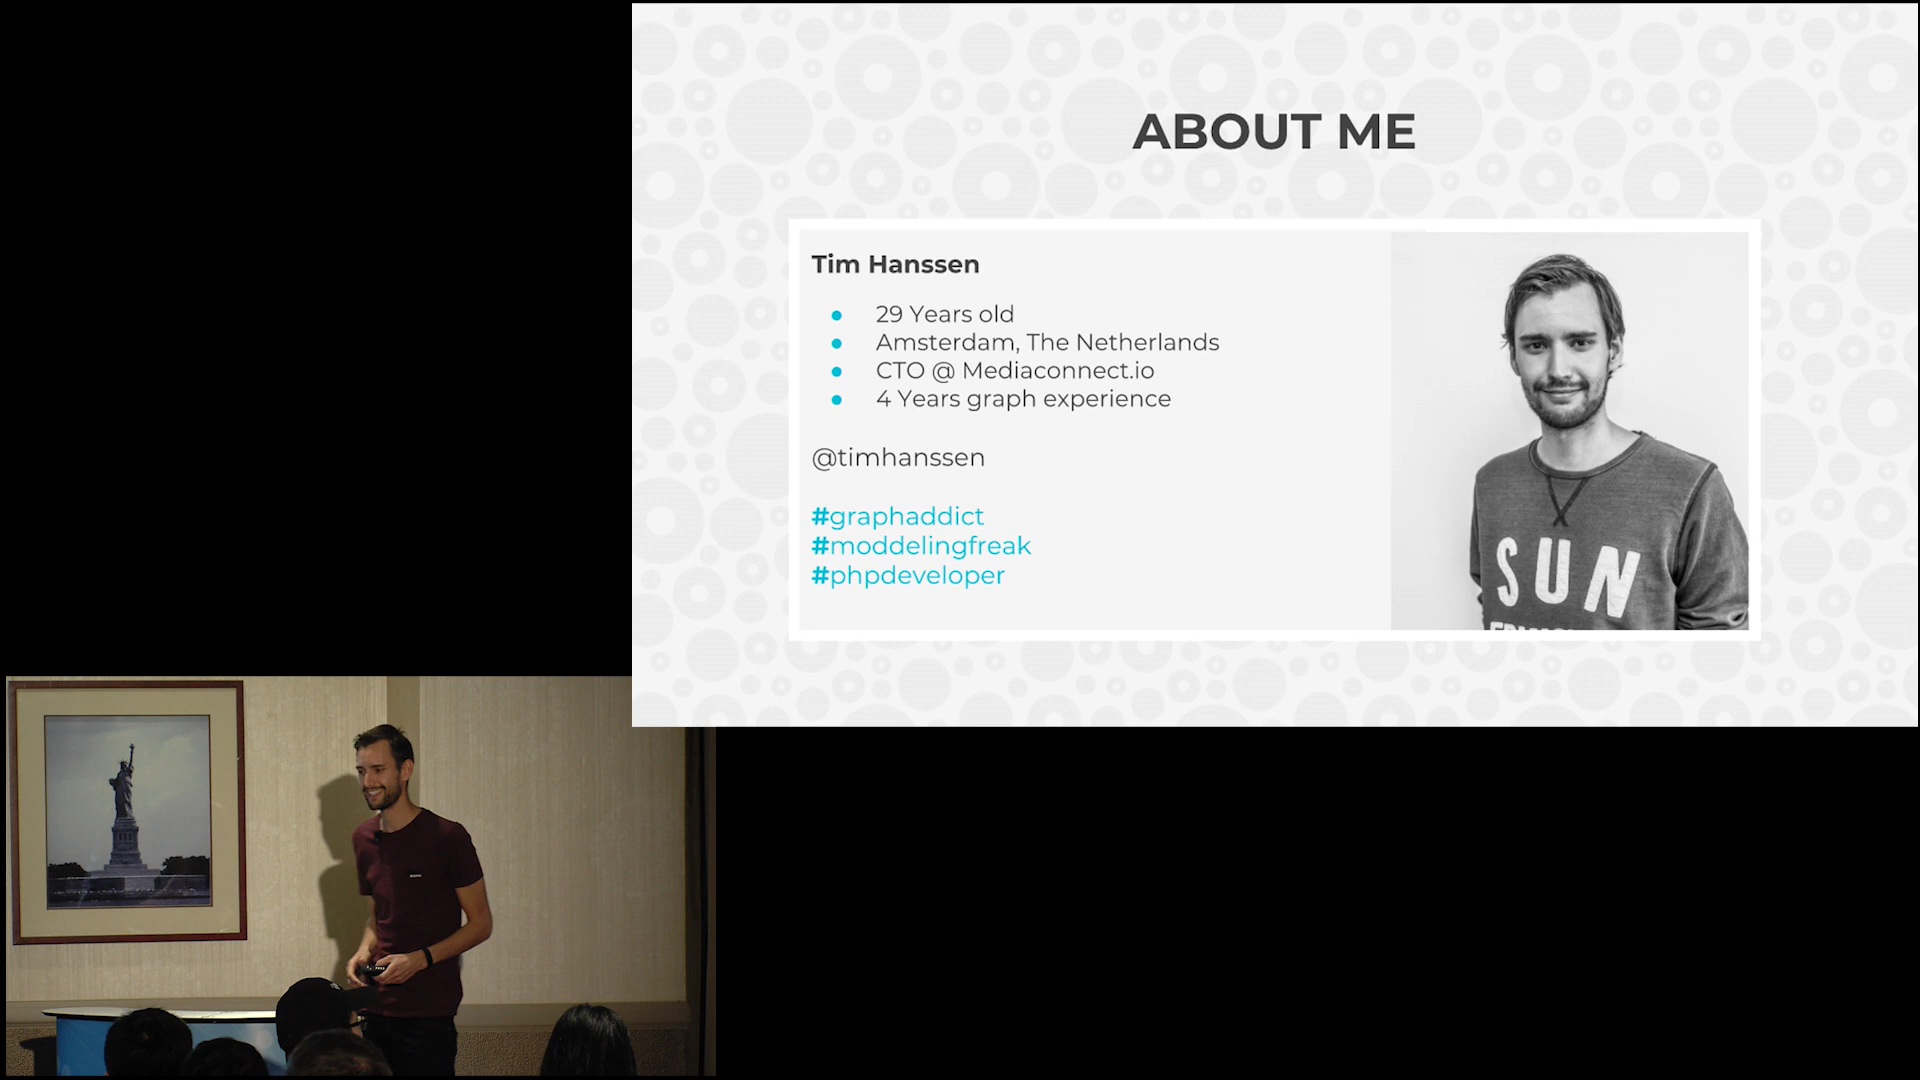 ABOUT ME
Tim Hanssen
● 29 Years old
● Amsterdam, The Netherlands
● CTO @ Mediaconnect.io
● 4 Years graph experience
@timhanssen
#graphaddict
#moddelingfreak
#phpdeveloper
SUN